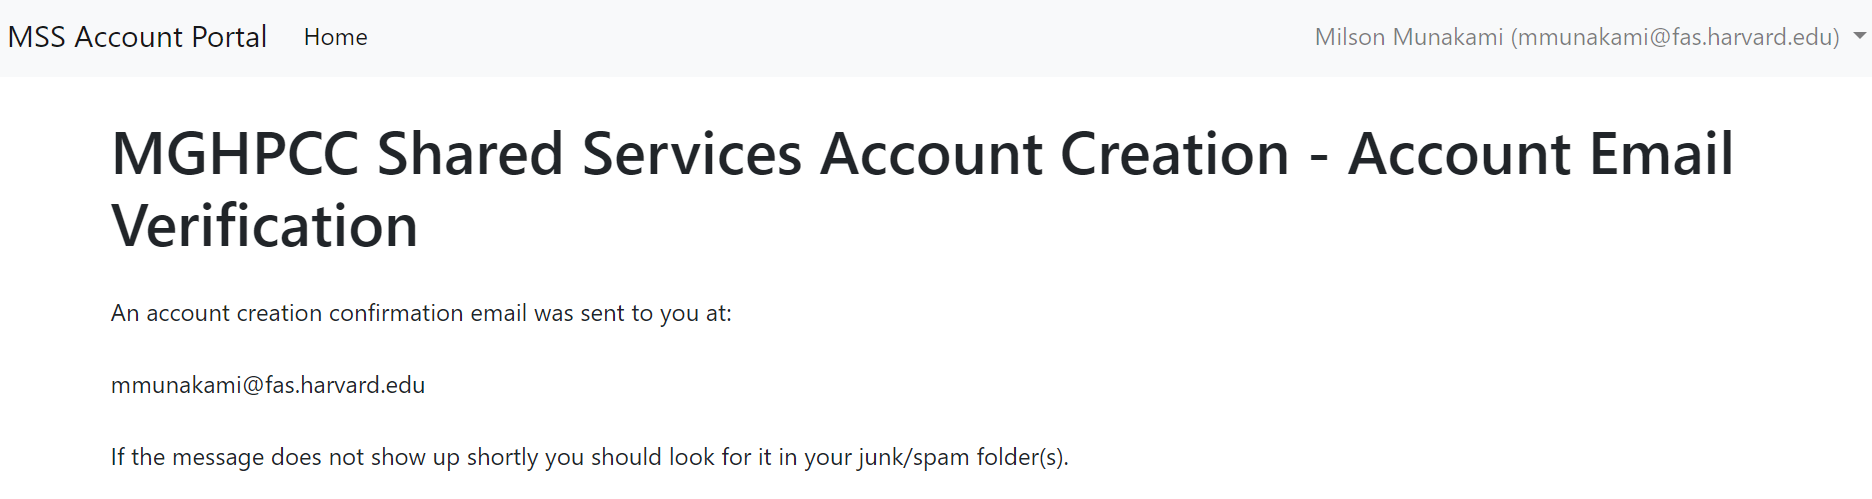 MSS Account Portal Home Milson Munakami (mmunakami@fas.harvard.edu)
MGHPCC Shared Services Account Creation - Account Email
Verification
An account creation confirmation email was sent to you at:
mmunakami@fas.harvard.edu
If the message does not show up shortly you should look for it in your junk/spam folder(s).